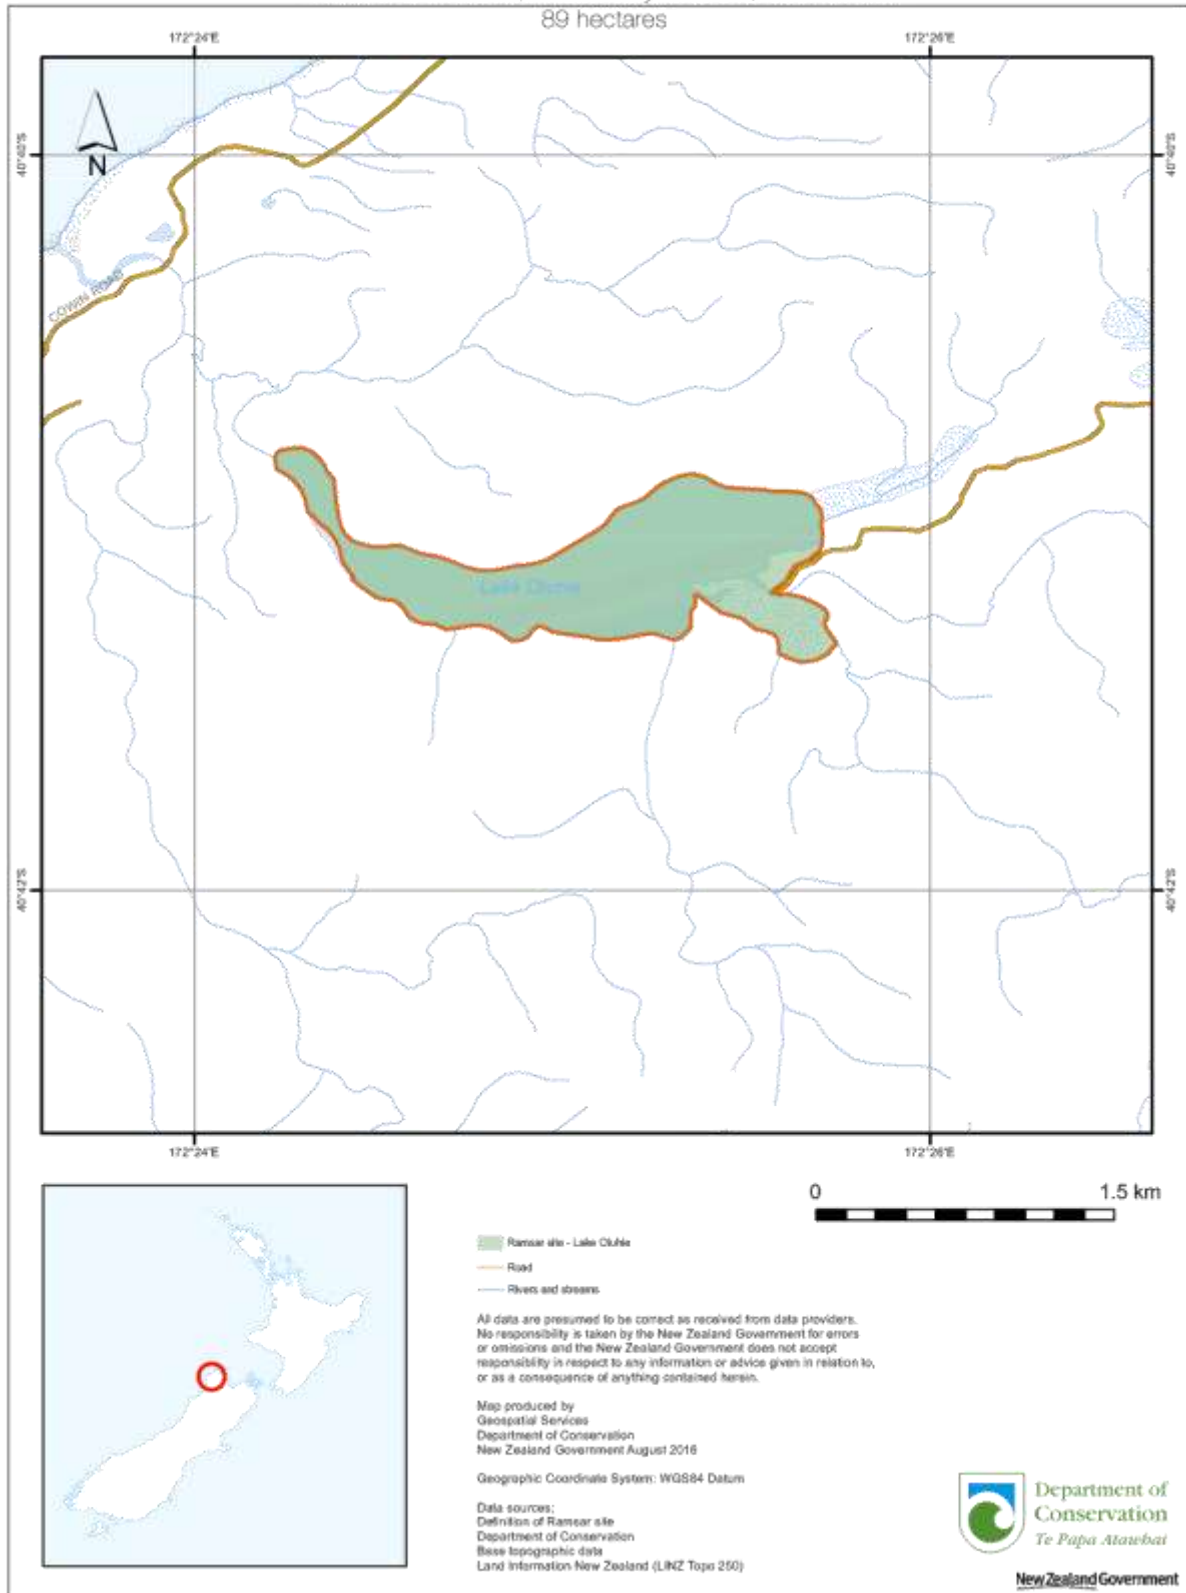 89 hectares
172°24'E
172°26'E
40°40'S
40°40'S
N
COWIN ROAD
Lake Otuhie
40°42'S
40°42'S
172°24'E
172°26'E
0
1.5 km
Ramsar site - Lake Otuhie
Road
Rivers and streams
All data are presumed to be correct as received from data providers.
No responsibility is taken by the New Zealand Government for errors
or omissions and the New Zealand Government does not accept
responsibility in respect to any information or advice given in relation to,
or as a consequence of anything contained herein.
Map produced by
Geospatial Services
Department of Conservation
New Zealand Government August 2016
Geographic Coordinate System: WGS84 Datum
Data sources:
Definition of Ramsar site
Department of Conservation
Base topographic data
Land Information New Zealand (LINZ Topo 250)
Department of
Conservation
Te Papa Atawhai
New Zealand Government